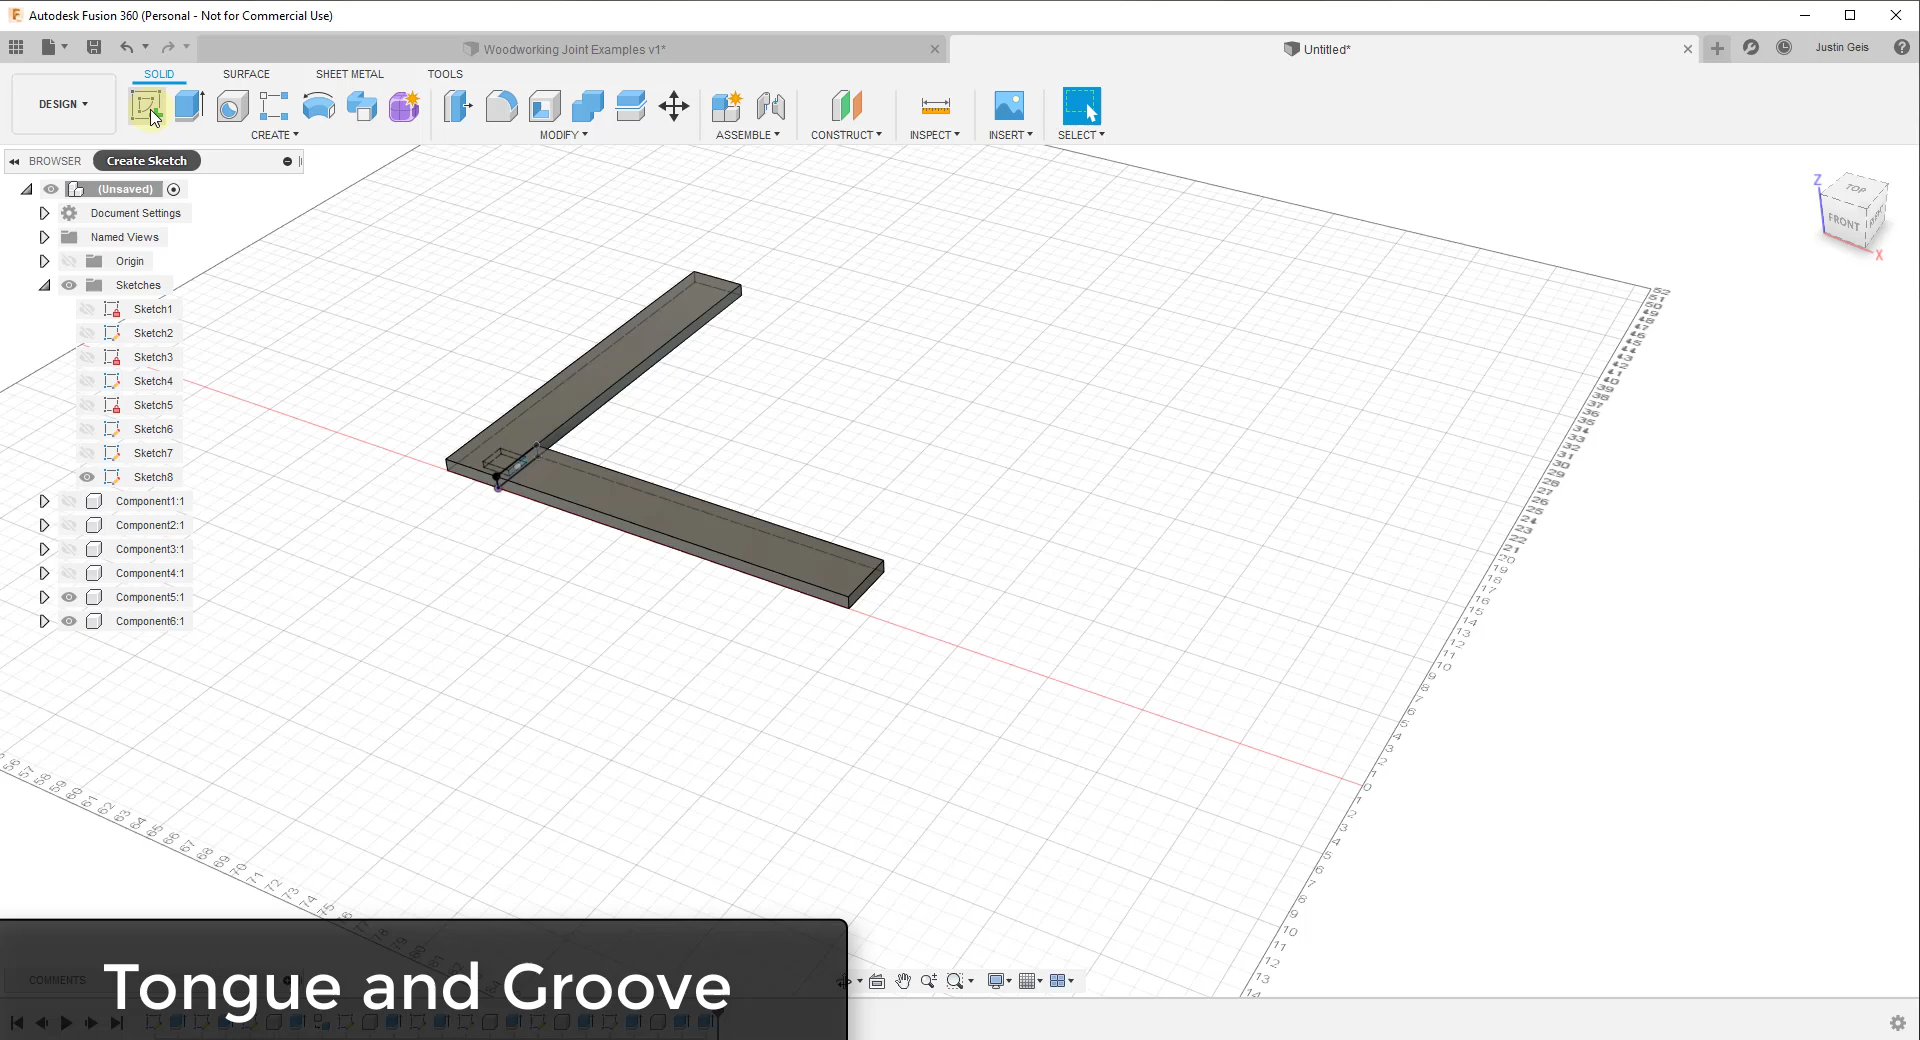 Autodesk Fusion 360 (Personal - Not for Commercial Use)
Woodworking Joint Examples v1*
Untitled*
Justin Geis
SOLID SURFACE SHEET METAL TOOLS
DESIGN
CREATE MODIFY ASSEMBLE CONSTRUCT INSPECT INSERT SELECT
BROWSER
Create Sketch
(Unsaved)
Document Settings
Named Views
Origin
Sketches
Sketch1
Sketch2
Sketch3
Sketch4
Sketch5
Sketch6
Sketch7
Sketch8
Component1:1
Component2:1
Component3:1
Component4:1
Component5:1
Component6:1
Z
TOP
FRONT
X
COMMENTS
Tongue and Groove